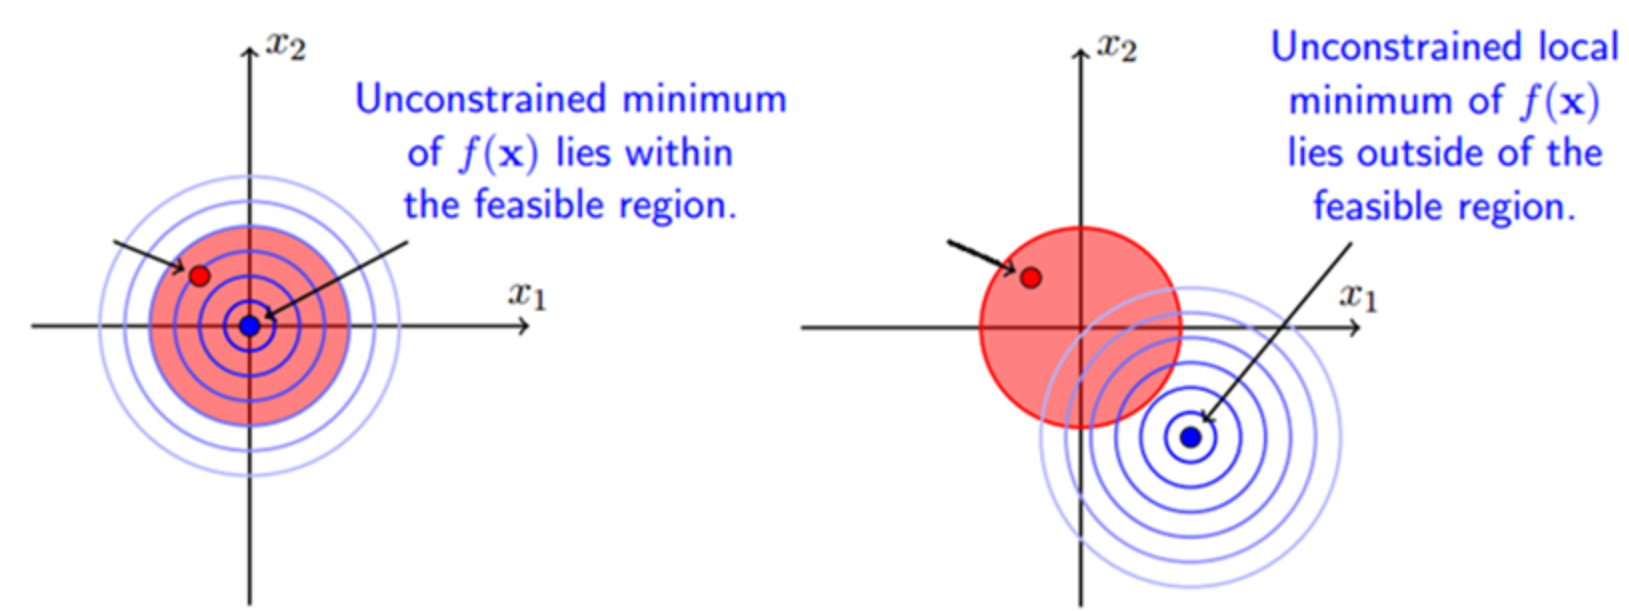 x₂
Unconstrained minimum
of f(x) lies within
the feasible region.
x₁
x₂
Unconstrained local
minimum of f(x)
lies outside of the
feasible region.
x₁